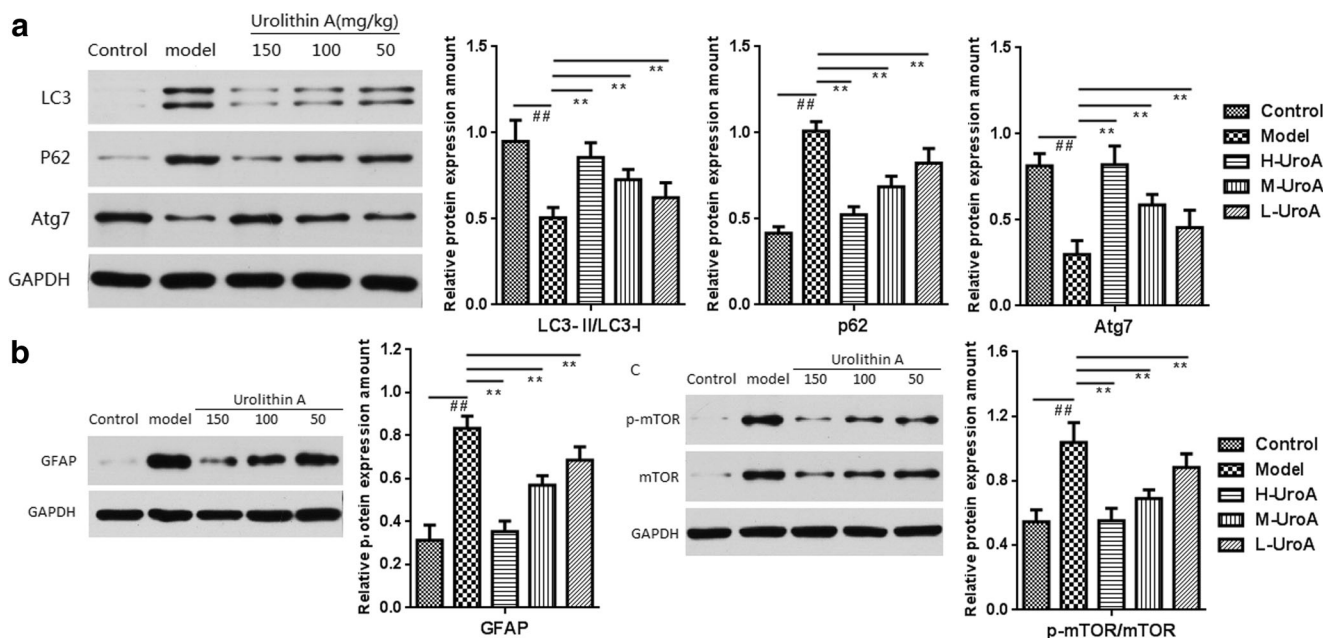 a
Urolithin A(mg/kg)
Control model 150 100 50
LC3
P62
Atg7
GAPDH
Relative protein expression amount
1.5
1.0
0.5
0.0
##
**
**
**
LC3- II/LC3-I
Relative protein expression amount
1.5
1.0
0.5
0.0
##
**
**
**
p62
Relative protein expression amount
1.5
1.0
0.5
0.0
##
**
**
**
Atg7
Control
Model
H-UroA
M-UroA
L-UroA
b
Urolithin A
Control model 150 100 50
GFAP
GAPDH
Relative protein expression amount
1.2
1.0
0.8
0.6
0.4
0.2
0.0
##
**
**
**
GFAP
C
Urolithin A
Control model 150 100 50
p-mTOR
mTOR
GAPDH
Relative protein expression amount
1.6
1.2
0.8
0.4
0.0
##
**
**
**
p-mTOR/mTOR
Control
Model
H-UroA
M-UroA
L-UroA